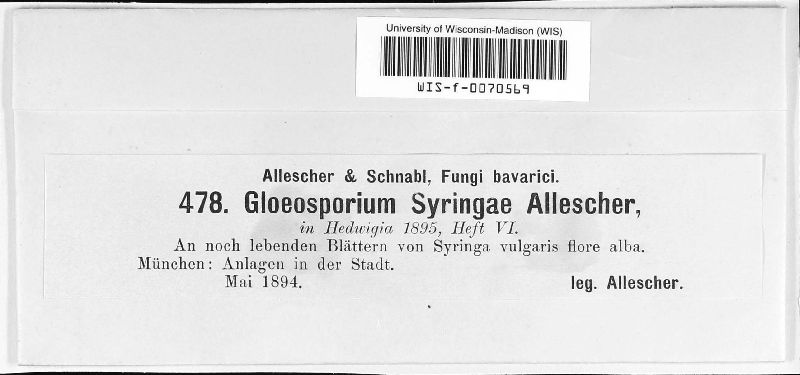 University of Wisconsin-Madison (WIS)
WIS-f-0070569
Allescher & Schnabl, Fungi bavarici.
478. Gloeosporium Syringae Allescher,
in Hedwigia 1895, Heft VI.
An noch lebenden Blättern von Syringa vulgaris flore alba.
München: Anlagen in der Stadt.
Mai 1894. leg. Allescher.